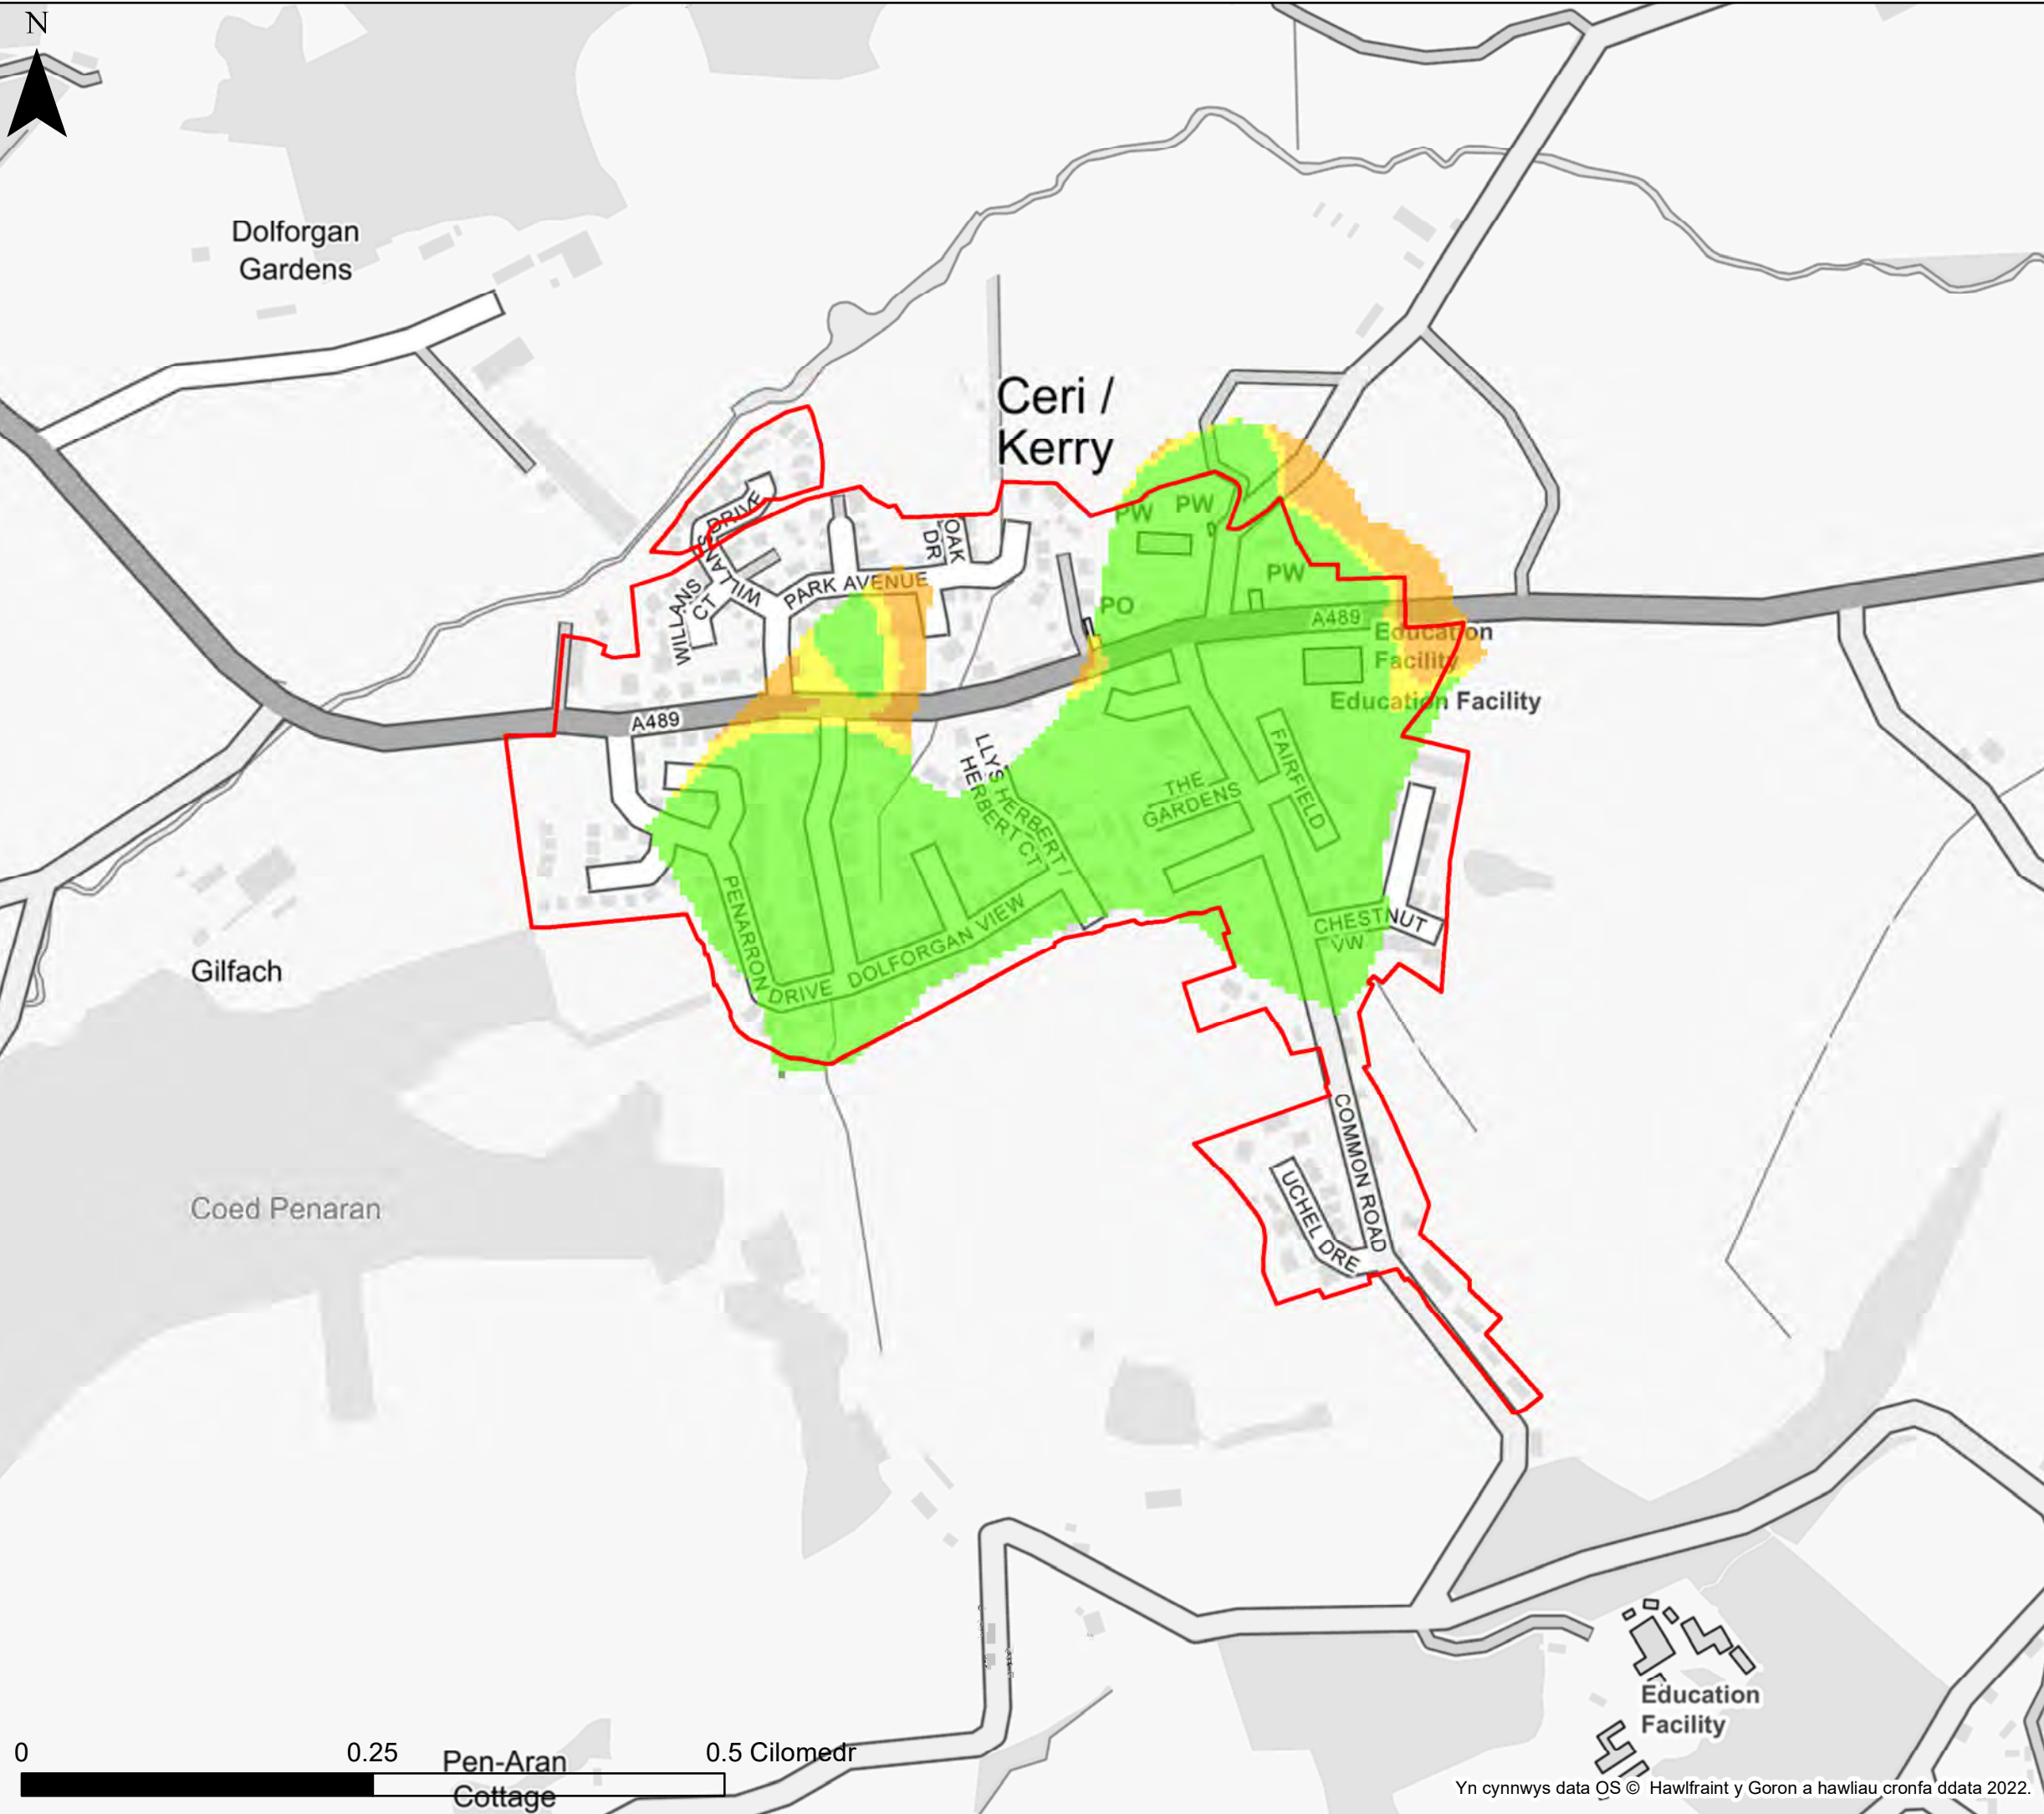 N
Dolforgan
Gardens
Ceri /
Kerry
DRIVE
WILLANS
WILLANS
CT
PARK AVENUE
OAK
DR
PW
PW
PW
PO
A489
Education
Facility
Education Facility
A489
LLYS HERBERT /
HERBERT CT
THE
GARDENS
FAIRFIELD
PENARRON
DRIVE
DOLFORGAN VIEW
CHESTNUT
VW
Gilfach
COMMON ROAD
UCHEL DRE
Coed Penaran
Education
Facility
0
0.25
0.5 Cilomedr
Pen-Aran
Cottage
Yn cynnwys data OS © Hawlfraint y Goron a hawliau cronfa ddata 2022.